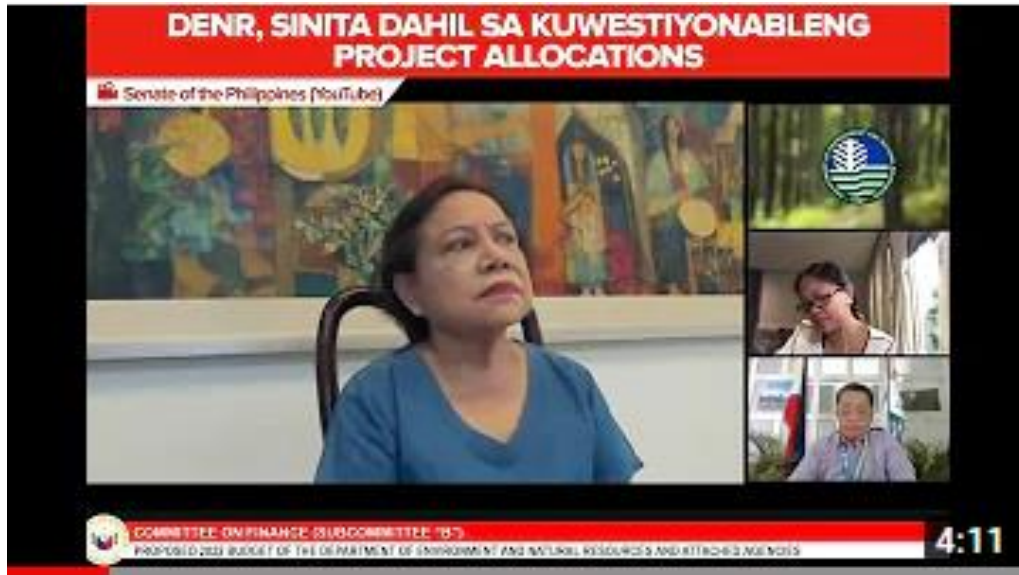 DENR, SINITA DAHIL SA KUWESTIYONABLENG
PROJECT ALLOCATIONS
Senate of the Philippines (YouTube)
COMMITTEE ON FINANCE (SUBCOMMITTEE "B")
PROPOSED 2023 BUDGET OF THE DEPARTMENT OF ENVIRONMENT AND NATURAL RESOURCES AND ATTACHED AGENCIES
4:11